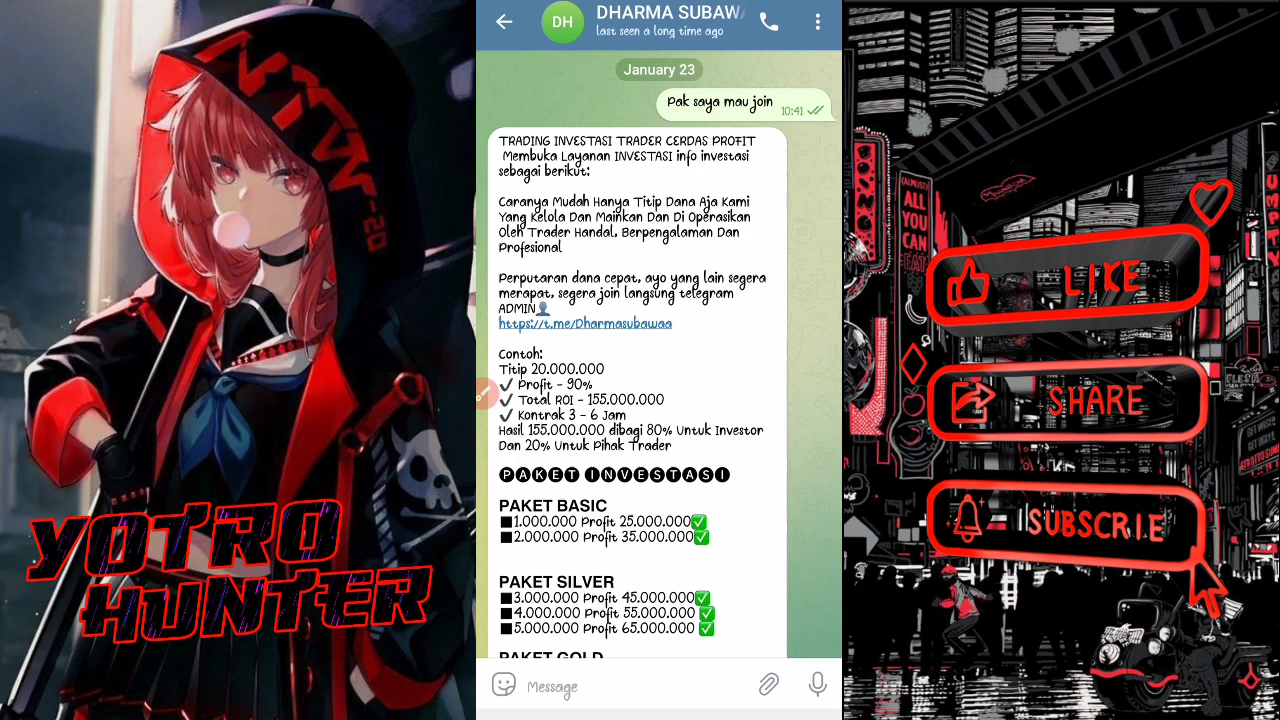 NTW-20
YOTRO
HUNTER
DH
DHARMA SUBAWA
last seen a long time ago
January 23
Pak saya mau join
10:41
TRADING INVESTASI TRADER CERDAS PROFIT
Membuka Layanan INVESTASI info investasi
sebagai berikut:
Caranya Mudah Hanya Titip Dana Aja Kami
Yang Kelola Dan Mainkan Dan Di Operasikan
Oleh Trader Handal, Berpengalaman Dan
Profesional
Perputaran dana cepat, ayo yang lain segera
merapat, segera join langsung telegram
ADMIN👤
https://t.me/Dharmasubawaa
Contoh:
Titip 20.000.000
✓ Profit - 90%
✓ Total ROI - 155.000.000
✓ Kontrak 3 - 6 Jam
Hasil 155.000.000 dibagi 80% Untuk Investor
Dan 20% Untuk Pihak Trader
🅟🅐🅚🅔🅣 🅘🅝🅥🅔🅢🅣🅐🅢🅘
PAKET BASIC
■1.000.000 Profit 25.000.000✅
■2.000.000 Profit 35.000.000✅
PAKET SILVER
■3.000.000 Profit 45.000.000✅
■4.000.000 Profit 55.000.000 ✅
■5.000.000 Profit 65.000.000 ✅
PAKET GOLD
Message
(ALMOST)
ALL
YOU
CAN
EAT
LIKE
SHARE
SUBSCRIE